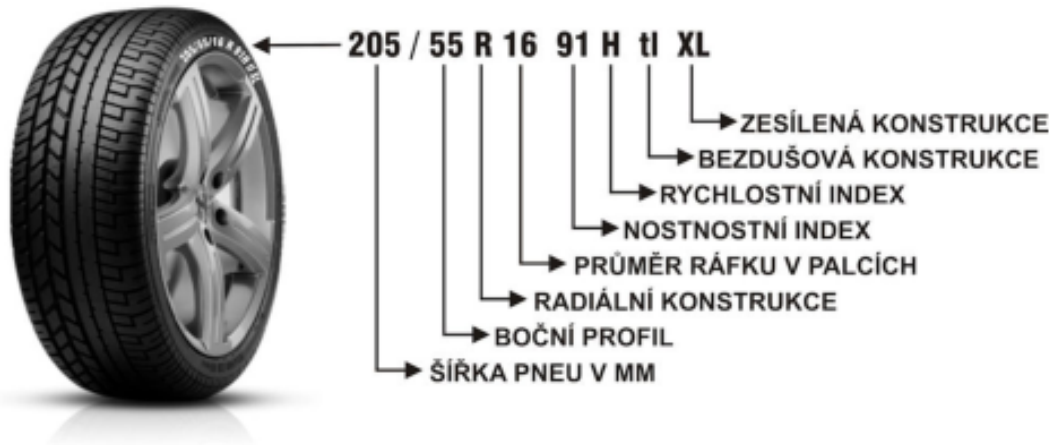 205 / 55 R 16 91 H tl XL
ZESÍLENÁ KONSTRUKCE
BEZDUŠOVÁ KONSTRUKCE
RYCHLOSTNÍ INDEX
NOSTNOSTNÍ INDEX
PRŮMĚR RÁFKU V PALCÍCH
RADIÁLNÍ KONSTRUKCE
BOČNÍ PROFIL
ŠÍŘKA PNEU V MM